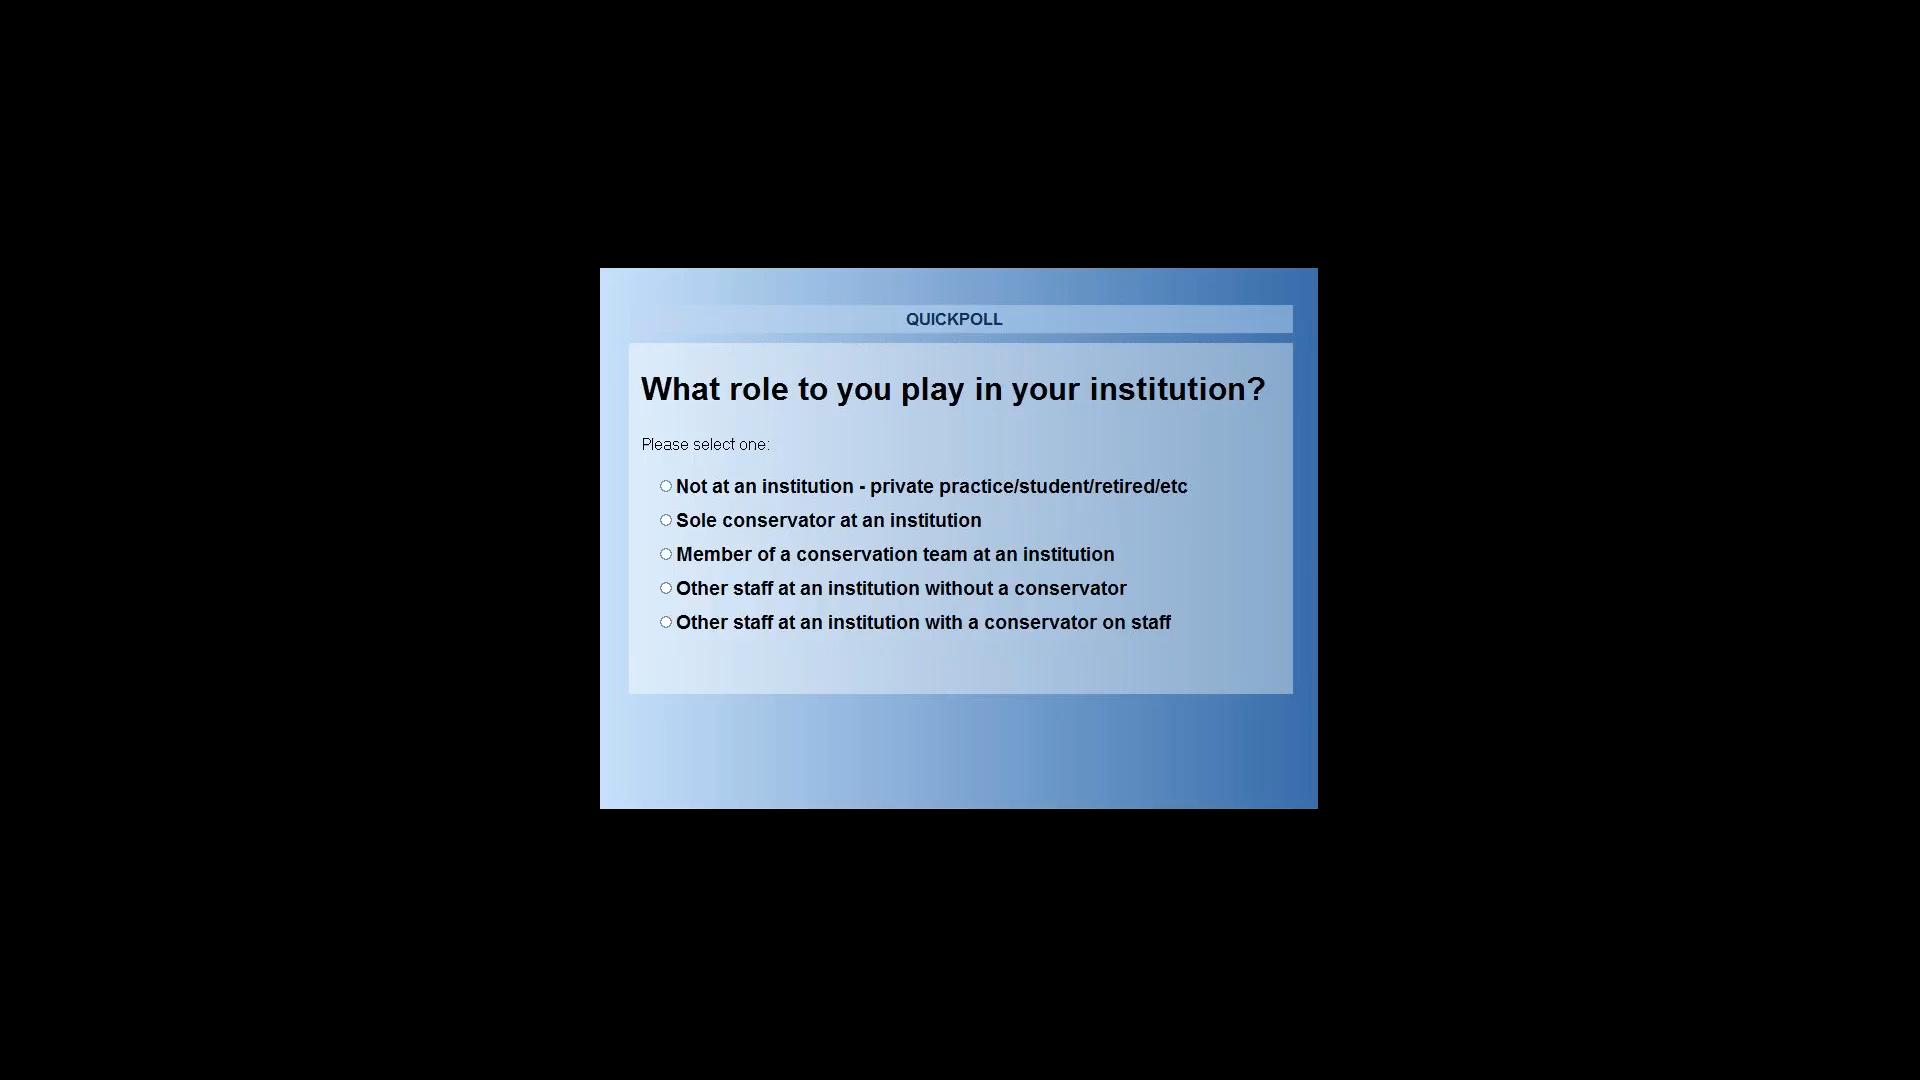 QUICKPOLL
What role to you play in your institution?
Please select one:
Not at an institution - private practice/student/retired/etc
Sole conservator at an institution
Member of a conservation team at an institution
Other staff at an institution without a conservator
Other staff at an institution with a conservator on staff